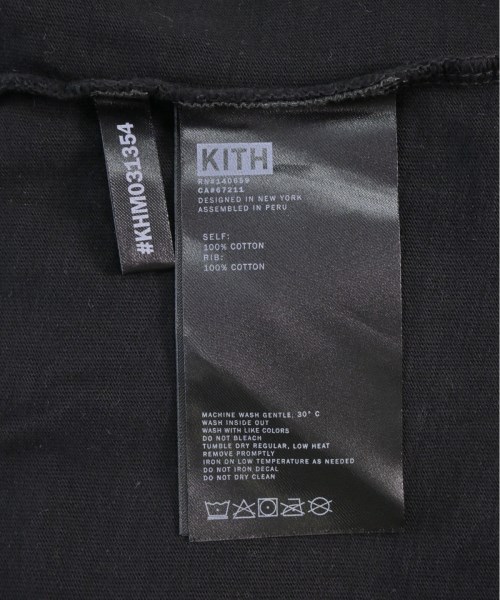 #KHM031354
KITH
RN#140659
CA#67211
DESIGNED IN NEW YORK
ASSEMBLED IN PERU
SELF:
100% COTTON
RIB:
100% COTTON
MACHINE WASH GENTLE, 30° C
WASH INSIDE OUT
WASH WITH LIKE COLORS
DO NOT BLEACH
TUMBLE DRY REGULAR, LOW HEAT
REMOVE PROMPTLY
IRON ON LOW TEMPERATURE AS NEEDED
DO NOT IRON DECAL
DO NOT DRY CLEAN